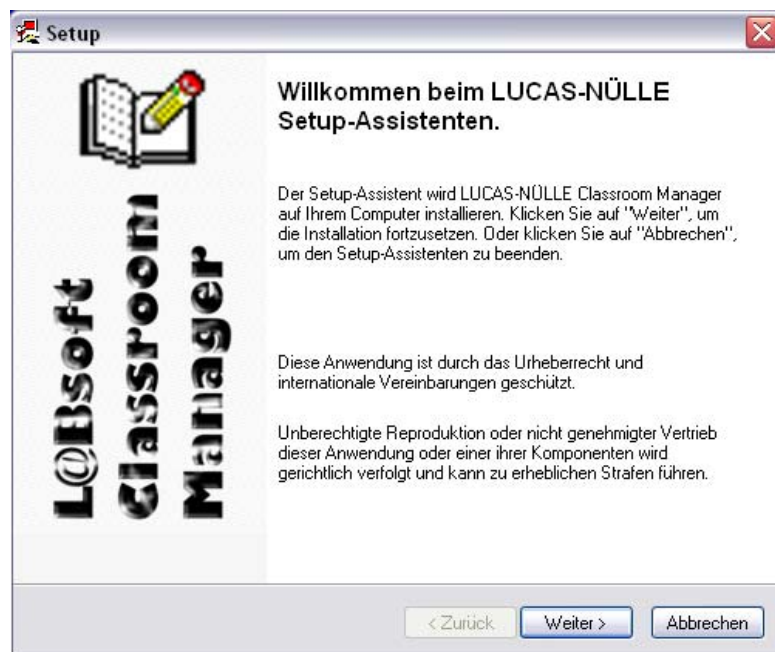 Setup
L@Bsoft
Classroom
Manager
Willkommen beim LUCAS-NÜLLE
Setup-Assistenten.
Der Setup-Assistent wird LUCAS-NÜLLE Classroom Manager
auf Ihrem Computer installieren. Klicken Sie auf "Weiter", um
die Installation fortzusetzen. Oder klicken Sie auf "Abbrechen",
um den Setup-Assistenten zu beenden.
Diese Anwendung ist durch das Urheberrecht und
internationale Vereinbarungen geschützt.
Unberechtigte Reproduktion oder nicht genehmigter Vertrieb
dieser Anwendung oder einer ihrer Komponenten wird
gerichtlich verfolgt und kann zu erheblichen Strafen führen.
< Zurück Weiter > Abbrechen